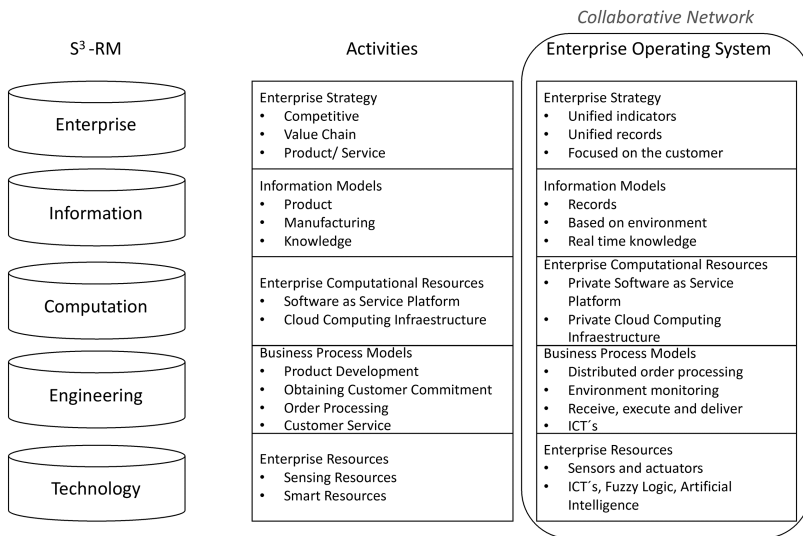 Collaborative Network
S³-RM
Activities
Enterprise Operating System
Enterprise
Enterprise Strategy
• Competitive
• Value Chain
• Product/ Service
Enterprise Strategy
• Unified indicators
• Unified records
• Focused on the customer
Information
Information Models
• Product
• Manufacturing
• Knowledge
Information Models
• Records
• Based on environment
• Real time knowledge
Computation
Enterprise Computational Resources
• Software as Service Platform
• Cloud Computing Infraestructure
Enterprise Computational Resources
• Private Software as Service
Platform
• Private Cloud Computing
Infraestructure
Engineering
Business Process Models
• Product Development
• Obtaining Customer Commitment
• Order Processing
• Customer Service
Business Process Models
• Distributed order processing
• Environment monitoring
• Receive, execute and deliver
• ICT´s
Technology
Enterprise Resources
• Sensing Resources
• Smart Resources
Enterprise Resources
• Sensors and actuators
• ICT´s, Fuzzy Logic, Artificial
Intelligence